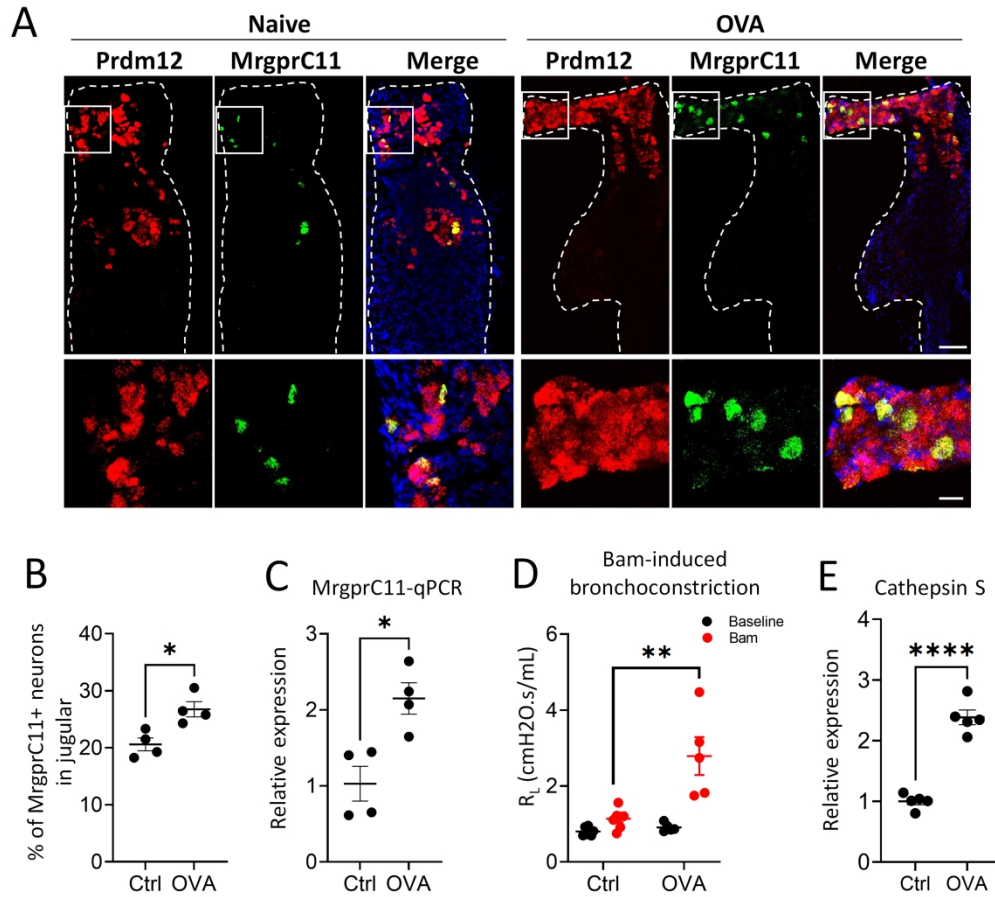 A
Naive
OVA
Prdm12 MrgprC11 Merge Prdm12 MrgprC11 Merge
B
% of MrgprC11+ neurons
in jugular
40
30
20
10
0
*
Ctrl OVA
C
MrgprC11-qPCR
Relative expression
3
2
1
0
*
Ctrl OVA
D
Bam-induced
bronchoconstriction
Baseline
Bam
R_L (cmH2O.s/mL)
6
4
2
0
**
Ctrl OVA
E
Cathepsin S
Relative expression
4
3
2
1
0
****
Ctrl OVA